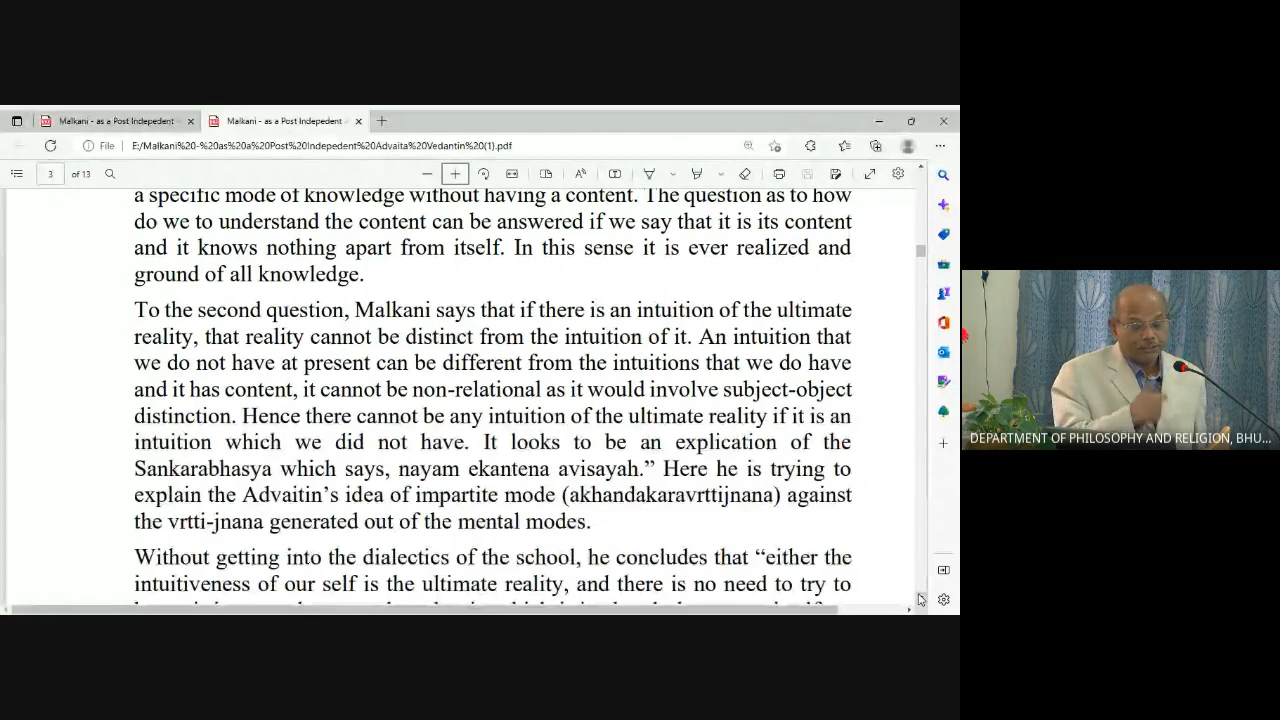 Malkani - as a Post Indepedent
Malkani - as a Post Indepedent
File
E:/Malkani%20-%20as%20a%20Post%20Indepedent%20Advaita%20Vedantin%20(1).pdf
3 of 13
a specific mode of knowledge without having a content. The question as to how
do we to understand the content can be answered if we say that it is its content
and it knows nothing apart from itself. In this sense it is ever realized and
ground of all knowledge.
To the second question, Malkani says that if there is an intuition of the ultimate
reality, that reality cannot be distinct from the intuition of it. An intuition that
we do not have at present can be different from the intuitions that we do have
and it has content, it cannot be non-relational as it would involve subject-object
distinction. Hence there cannot be any intuition of the ultimate reality if it is an
intuition which we did not have. It looks to be an explication of the
Sankarabhasya which says, nayam ekantena avisayah.” Here he is trying to
explain the Advaitin’s idea of impartite mode (akhandakaravrttijnana) against
the vrtti-jnana generated out of the mental modes.
Without getting into the dialectics of the school, he concludes that “either the
intuitiveness of our self is the ultimate reality, and there is no need to try to
DEPARTMENT OF PHILOSOPHY AND RELIGION, BHU...